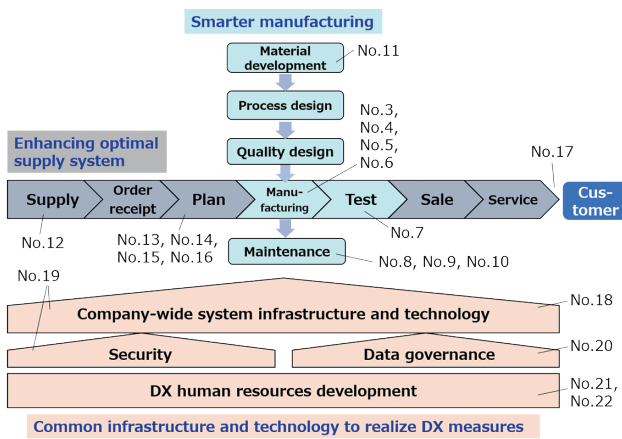 Smarter manufacturing
Material
development
No.11
Process design
No.3,
No.4,
No.5,
No.6
Enhancing optimal
supply system
Quality design
No.17
Supply
Order
receipt
Plan
Manu-
facturing
Test
Sale
Service
Cus-
tomer
No.12
No.13, No.14,
No.15, No.16
No.7
Maintenance
No.8, No.9, No.10
No.19
No.18
Company-wide system infrastructure and technology
Security
Data governance
No.20
DX human resources development
No.21,
No.22
Common infrastructure and technology to realize DX measures